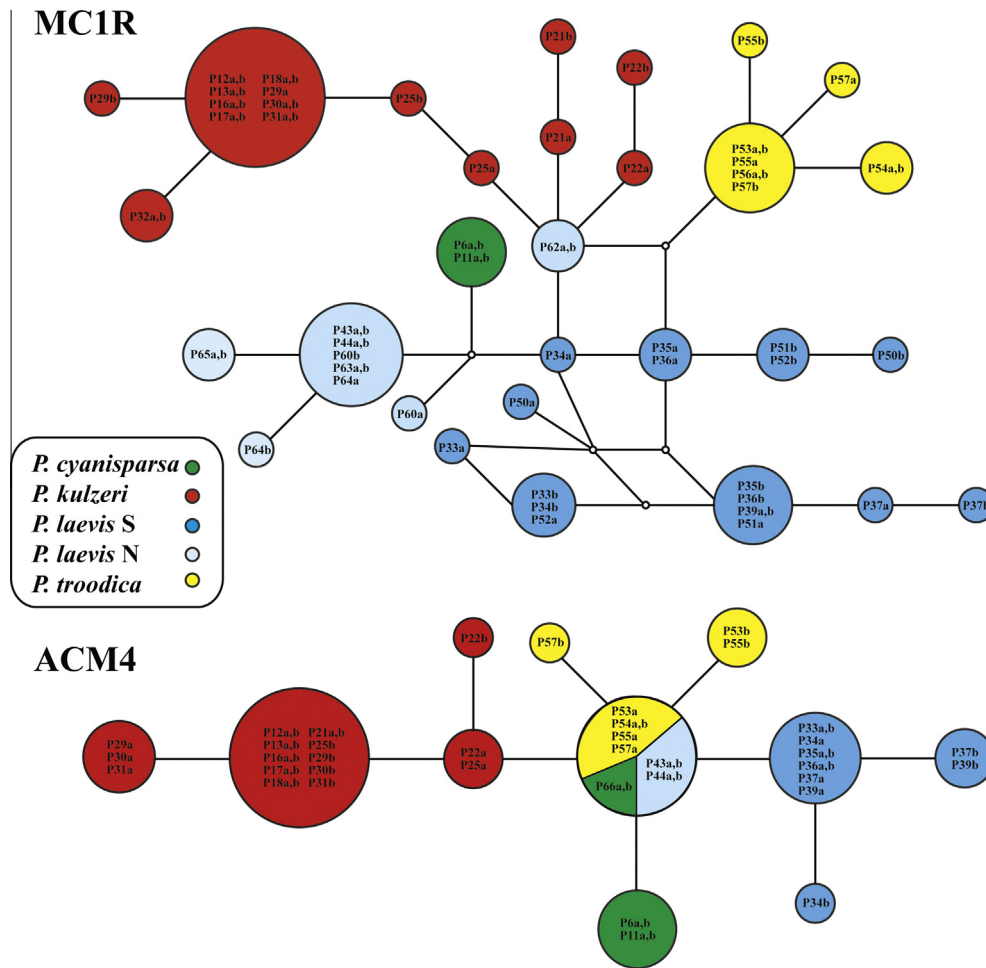 MC1R
P29b
P12a,b P18a,b
P13a,b P29a
P16a,b P30a,b
P17a,b P31a,b
P25b
P32a,b
P25a
P21b
P21a
P22b
P22a
P55b
P57a
P53a,b
P55a
P56a,b
P57b
P54a,b
P6a,b
P11a,b
P62a,b
P65a,b
P43a,b
P44a,b
P60b
P63a,b
P64a
P34a
P35a
P36a
P51b
P52b
P50b
P60a
P64b
P50a
P33a
P33b
P34b
P52a
P35b
P36b
P39a,b
P51a
P37a
P37b
P. cyanisparsa
P. kulzeri
P. laevis S
P. laevis N
P. troodica
ACM4
P22b
P57b
P53b
P55b
P29a
P30a
P31a
P12a,b P21a,b
P13a,b P25b
P16a,b P29b
P17a,b P30b
P18a,b P31b
P22a
P25a
P53a
P54a,b
P55a
P57a
P43a,b
P44a,b
P66a,b
P33a,b
P34a
P35a,b
P36a,b
P37a
P39a
P37b
P39b
P34b
P6a,b
P11a,b